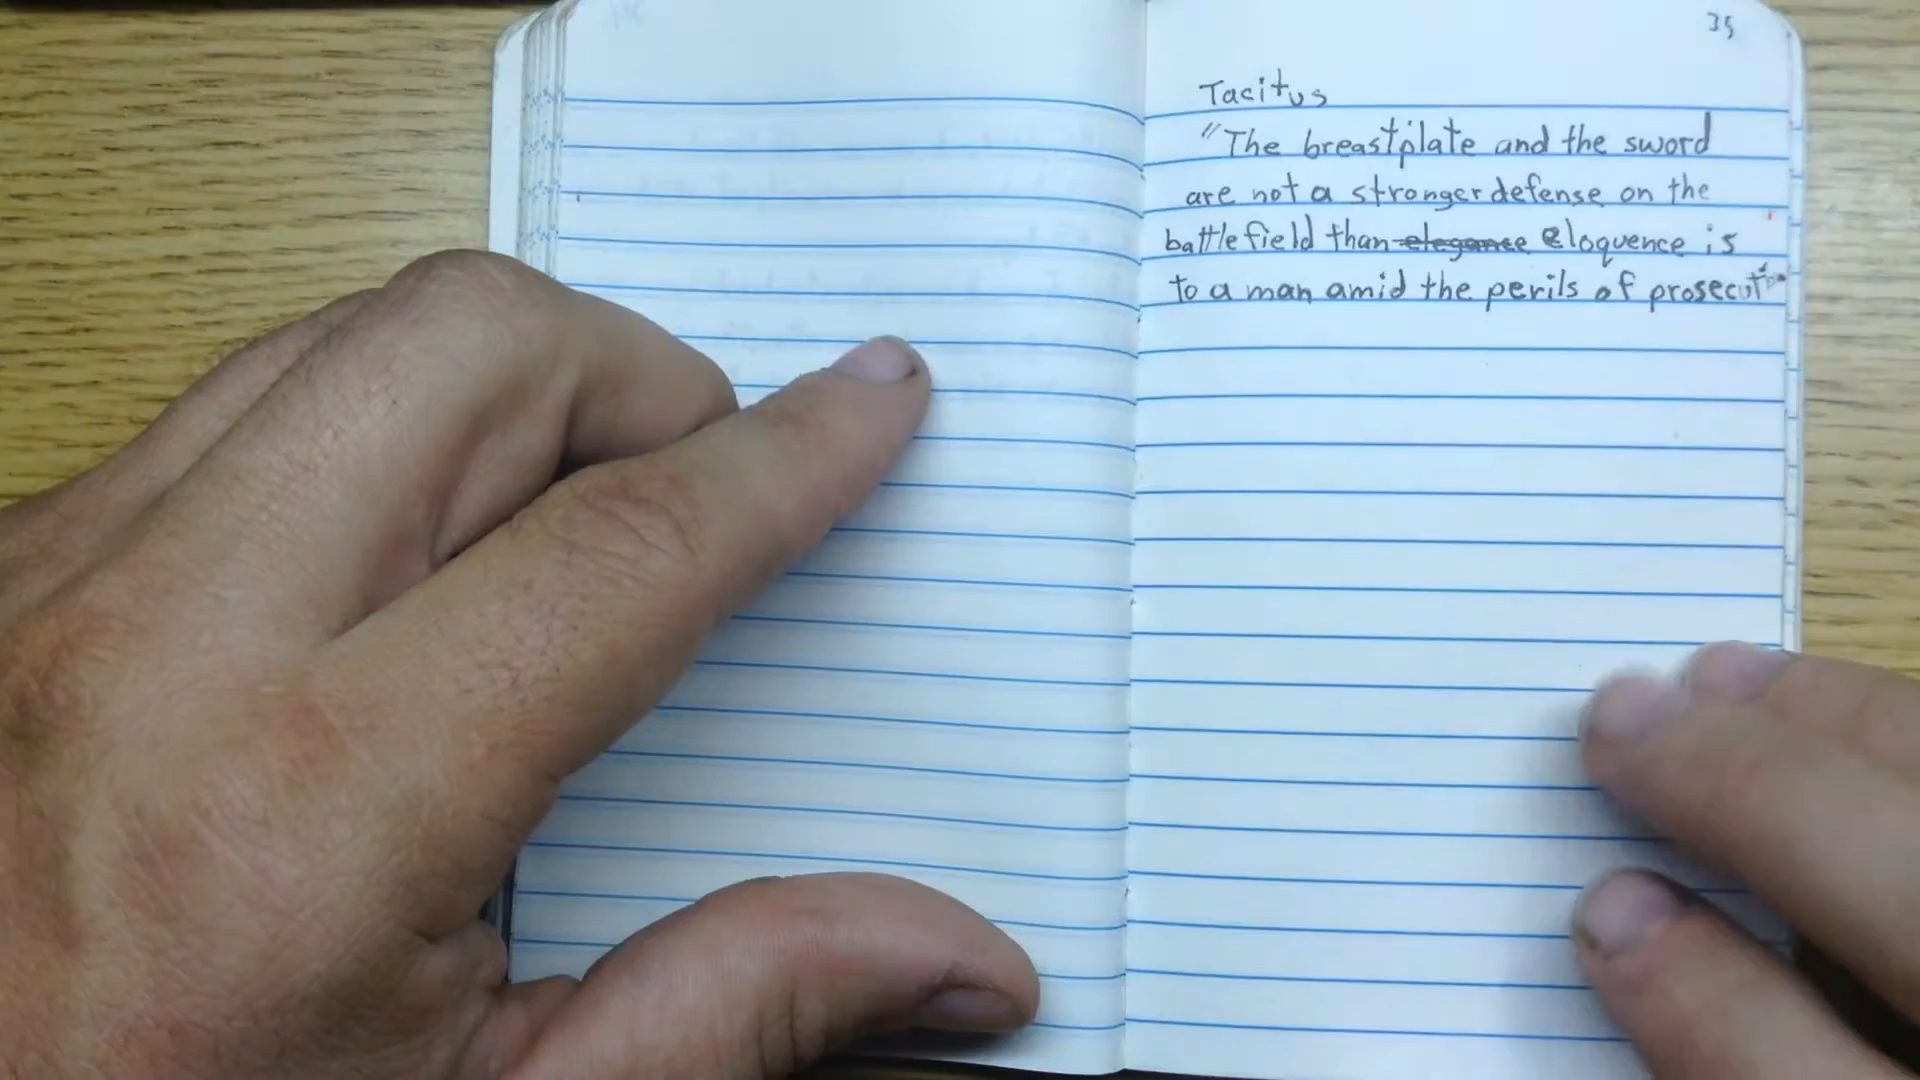 35
Tacitus
"The breastplate and the sword
are not a stronger defense on the
battlefield than elegance eloquence is
to a man amid the perils of prosecution